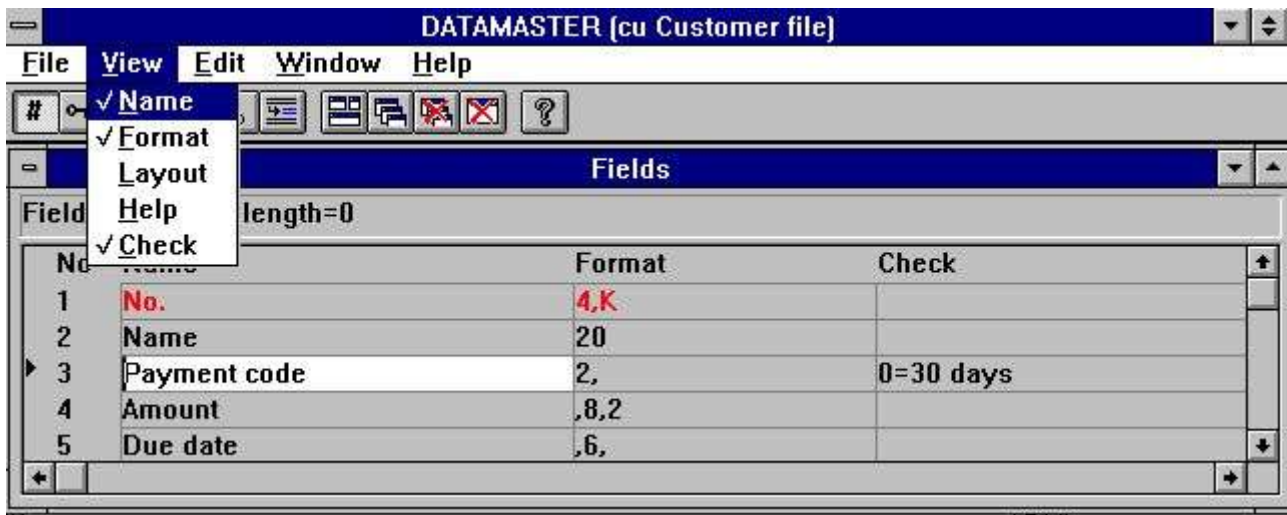 DATAMASTER (cu Customer file)
File View Edit Window Help
# ?
√ Name
√ Format
Layout
Help
√ Check
Fields
Field length=0
No Name Format Check
1 No. 4,K
2 Name 20
3 Payment code 2, 0=30 days
4 Amount ,8,2
5 Due date ,6,